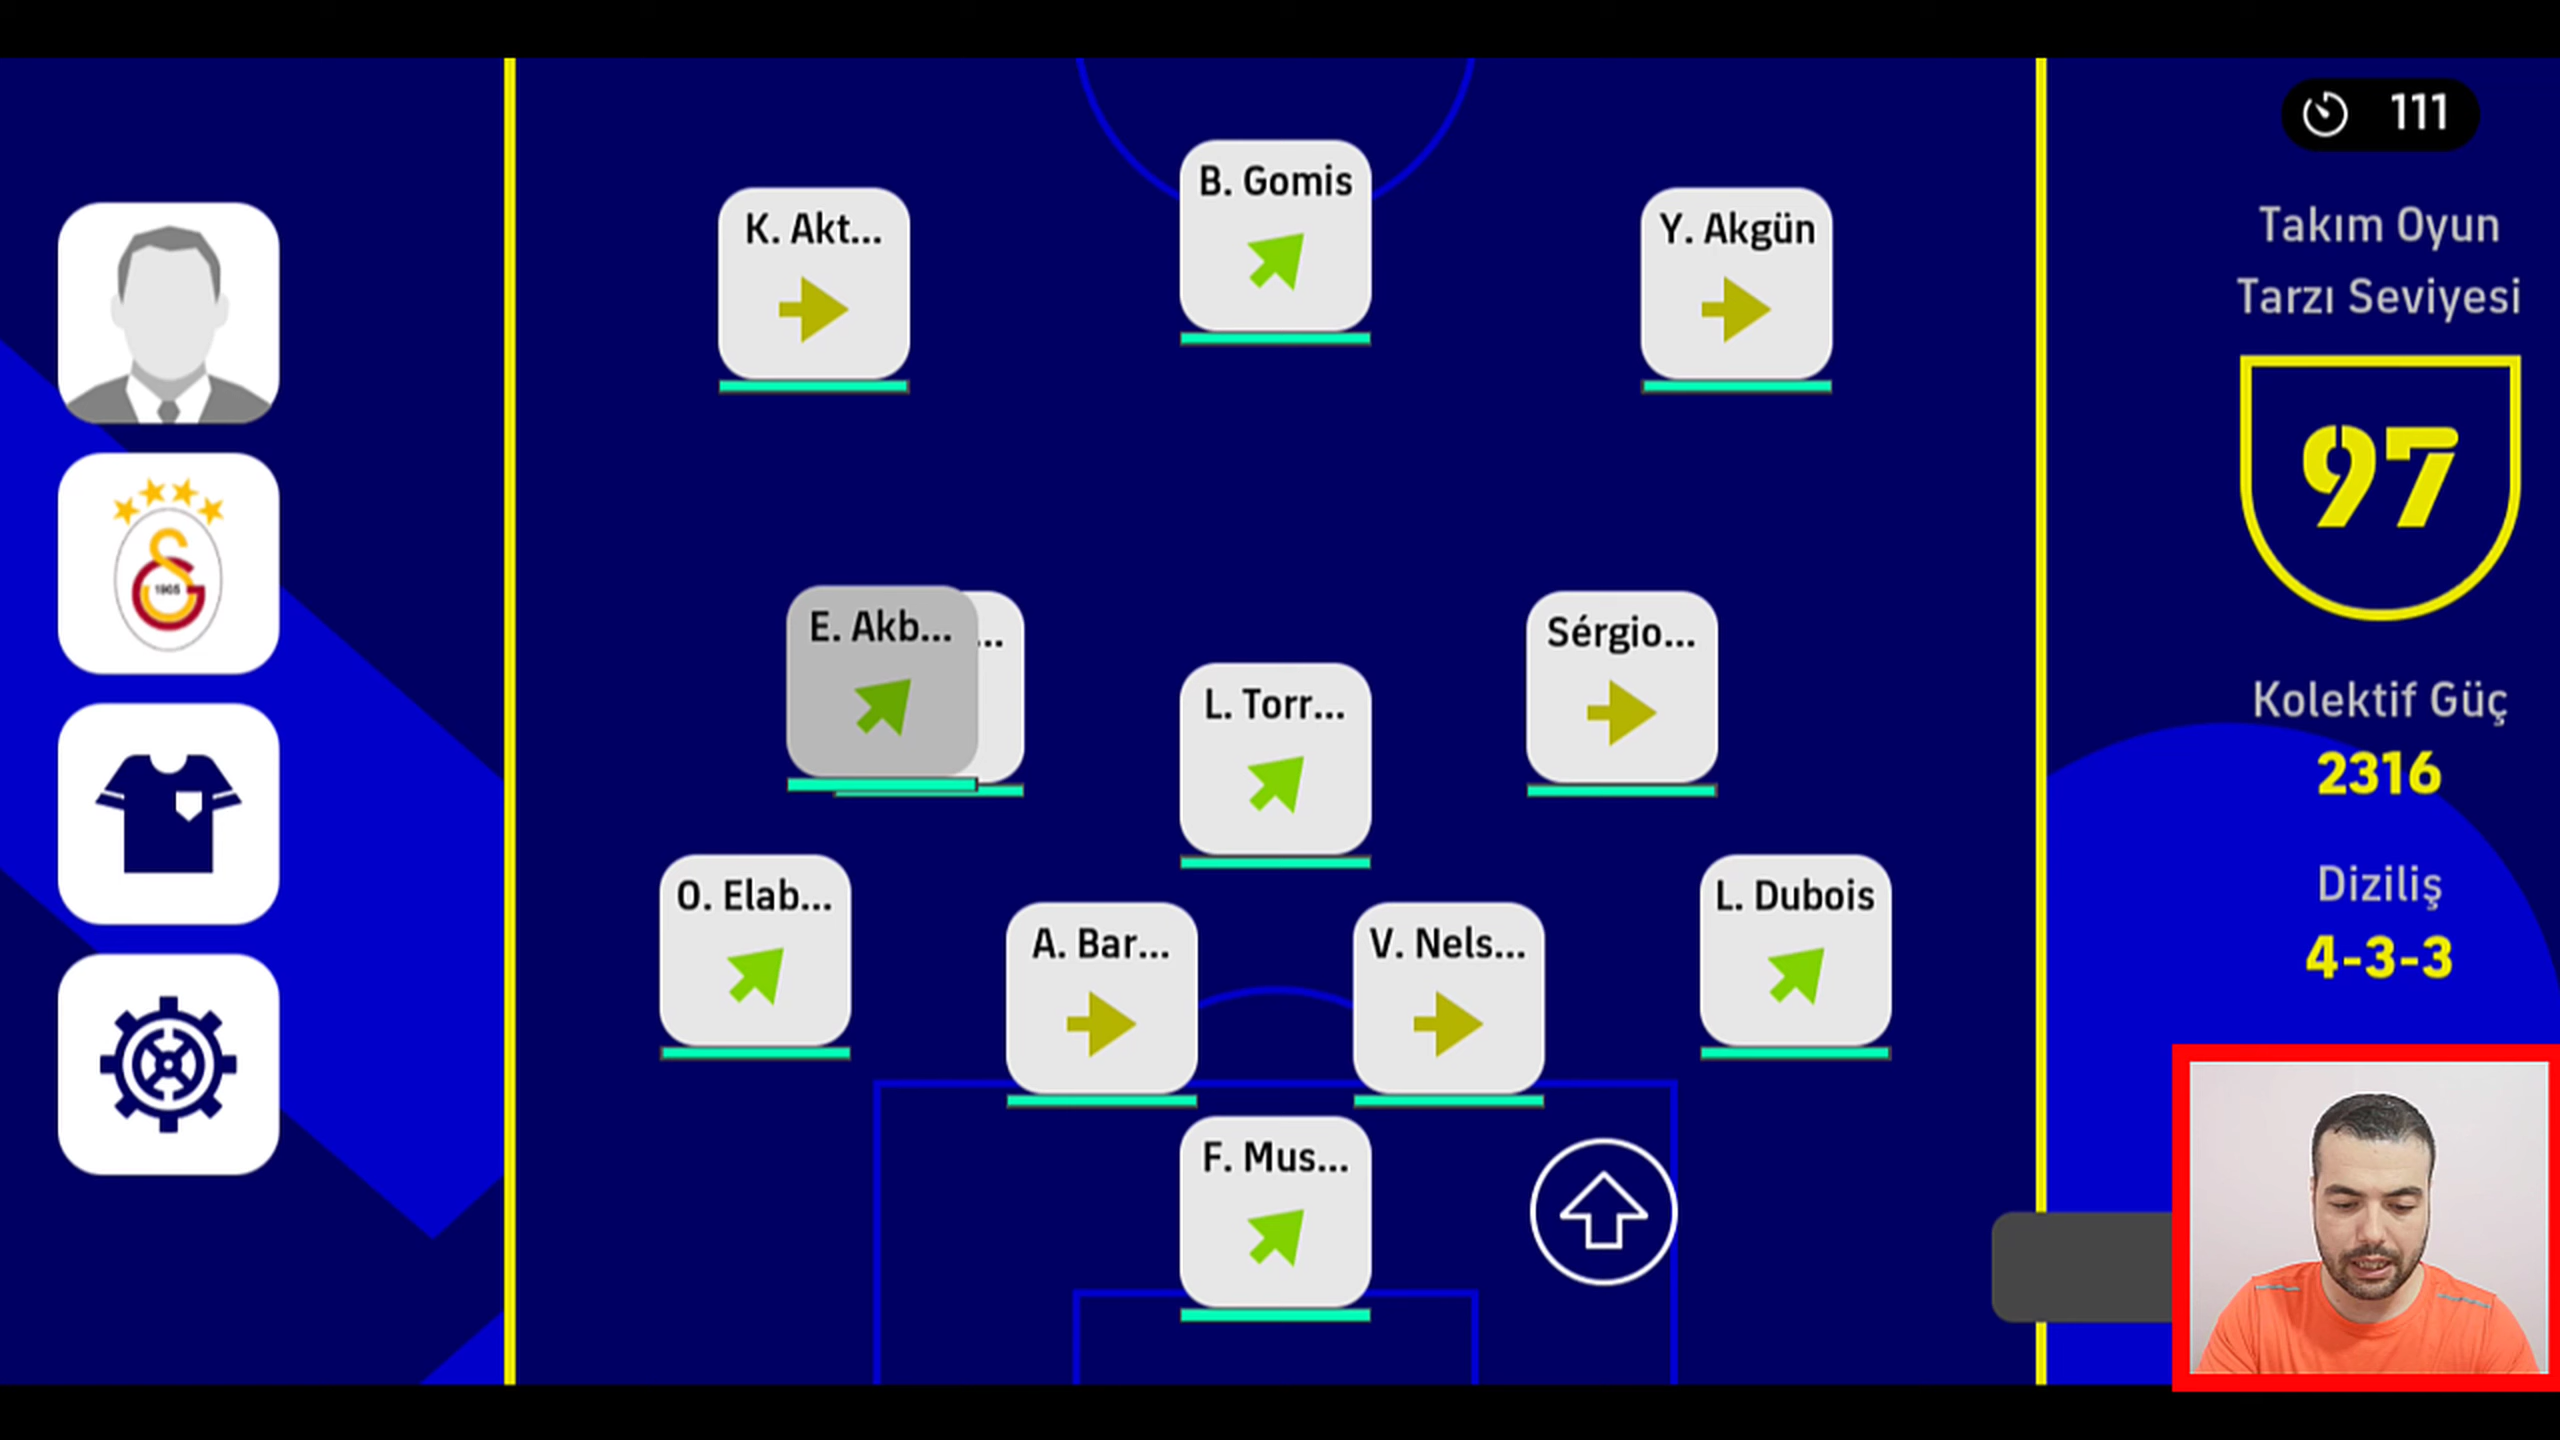 111
Takım Oyun
Tarzı Seviyesi
97
Kolektif Güç
2316
Diziliş
4-3-3
B. Gomis
K. Akt...
Y. Akgün
E. Akb...
...
Sérgio...
L. Torr...
O. Elab...
L. Dubois
A. Bar...
V. Nels...
F. Mus...
1905